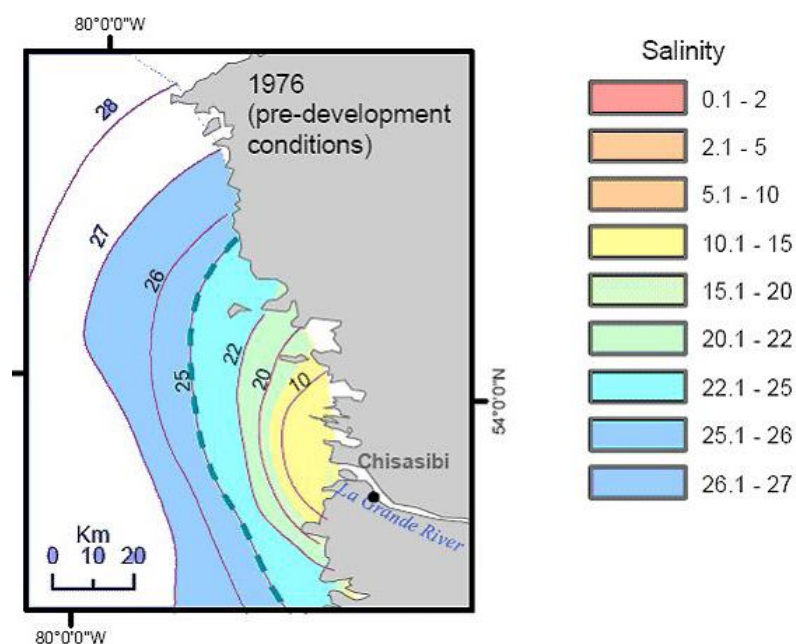 80°0'0"W
1976
(pre-development
conditions)
28
27
26
25
22
20
10
54°0'0"N
Chisasibi
La Grande River
Km
0 10 20
80°0'0"W
Salinity
0.1 - 2
2.1 - 5
5.1 - 10
10.1 - 15
15.1 - 20
20.1 - 22
22.1 - 25
25.1 - 26
26.1 - 27